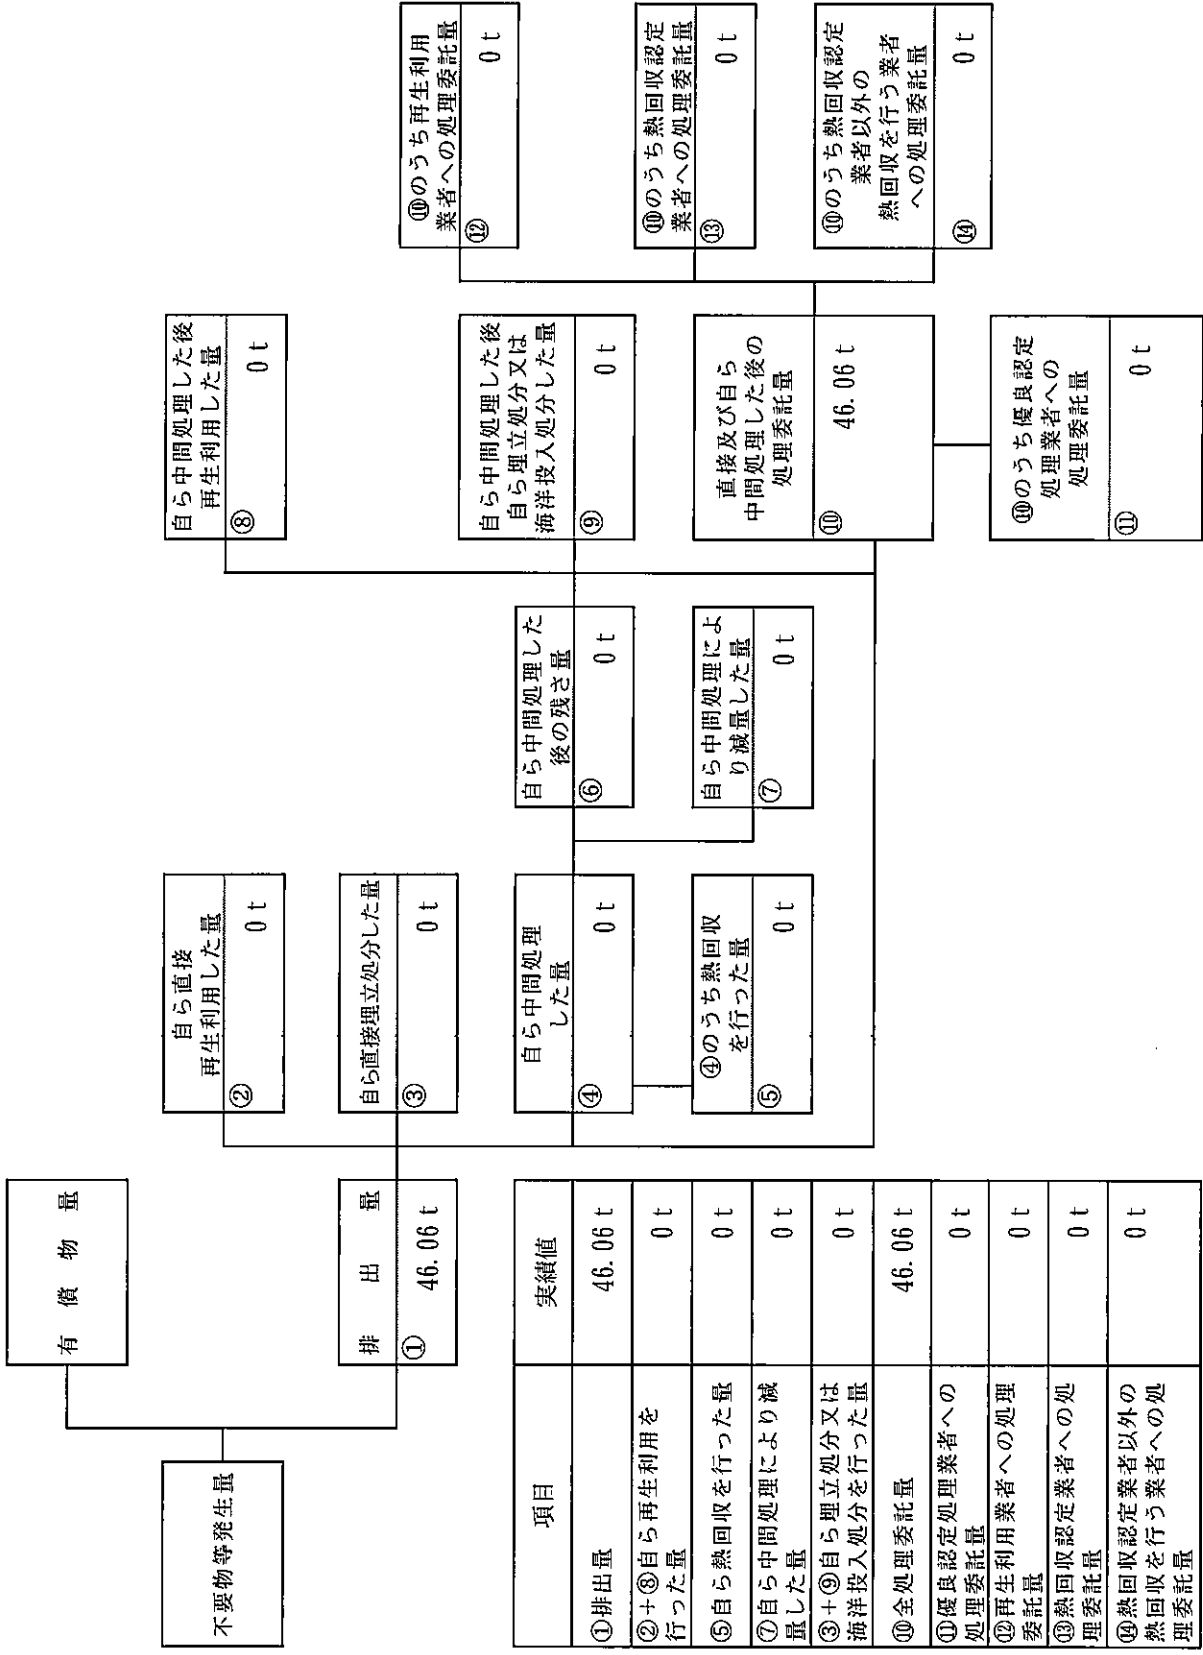 不要物等発生量
有償物量
排出量
① 46.06 t
自ら直接
再生利用した量
② 0 t
自ら直接埋立処分した量
③ 0 t
自ら中間処理
した量
④ 0 t
④のうち熱回収
を行った量
⑤ 0 t
自ら中間処理した
後の残さ量
⑥ 0 t
自ら中間処理によ
り減量した量
⑦ 0 t
自ら中間処理した後
再生利用した量
⑧ 0 t
自ら中間処理した後
自ら埋立処分又は
海洋投入処分した量
⑨ 0 t
直接及び自ら
中間処理した後の
処理委託量
⑩ 46.06 t
⑩のうち優良認定
処理業者への
処理委託量
⑪ 0 t
⑩のうち再生利用
業者への処理委託量
⑫ 0 t
⑩のうち熱回収認定
業者への処理委託量
⑬ 0 t
⑩のうち熱回収認定
業者以外の
熱回収を行う業者
への処理委託量
⑭ 0 t
項目 実績値
①排出量 46.06 t
②+⑧自ら再生利用を
行った量 0 t
⑤自ら熱回収を行った量 0 t
⑦自ら中間処理により減
量した量 0 t
③+⑨自ら埋立処分又は
海洋投入処分を行った量 0 t
⑩全処理委託量 46.06 t
⑪優良認定処理業者への
処理委託量 0 t
⑫再生利用業者への処理
委託量 0 t
⑬熱回収認定業者への処
理委託量 0 t
⑭熱回収認定業者以外の
熱回収を行う業者への処
理委託量 0 t